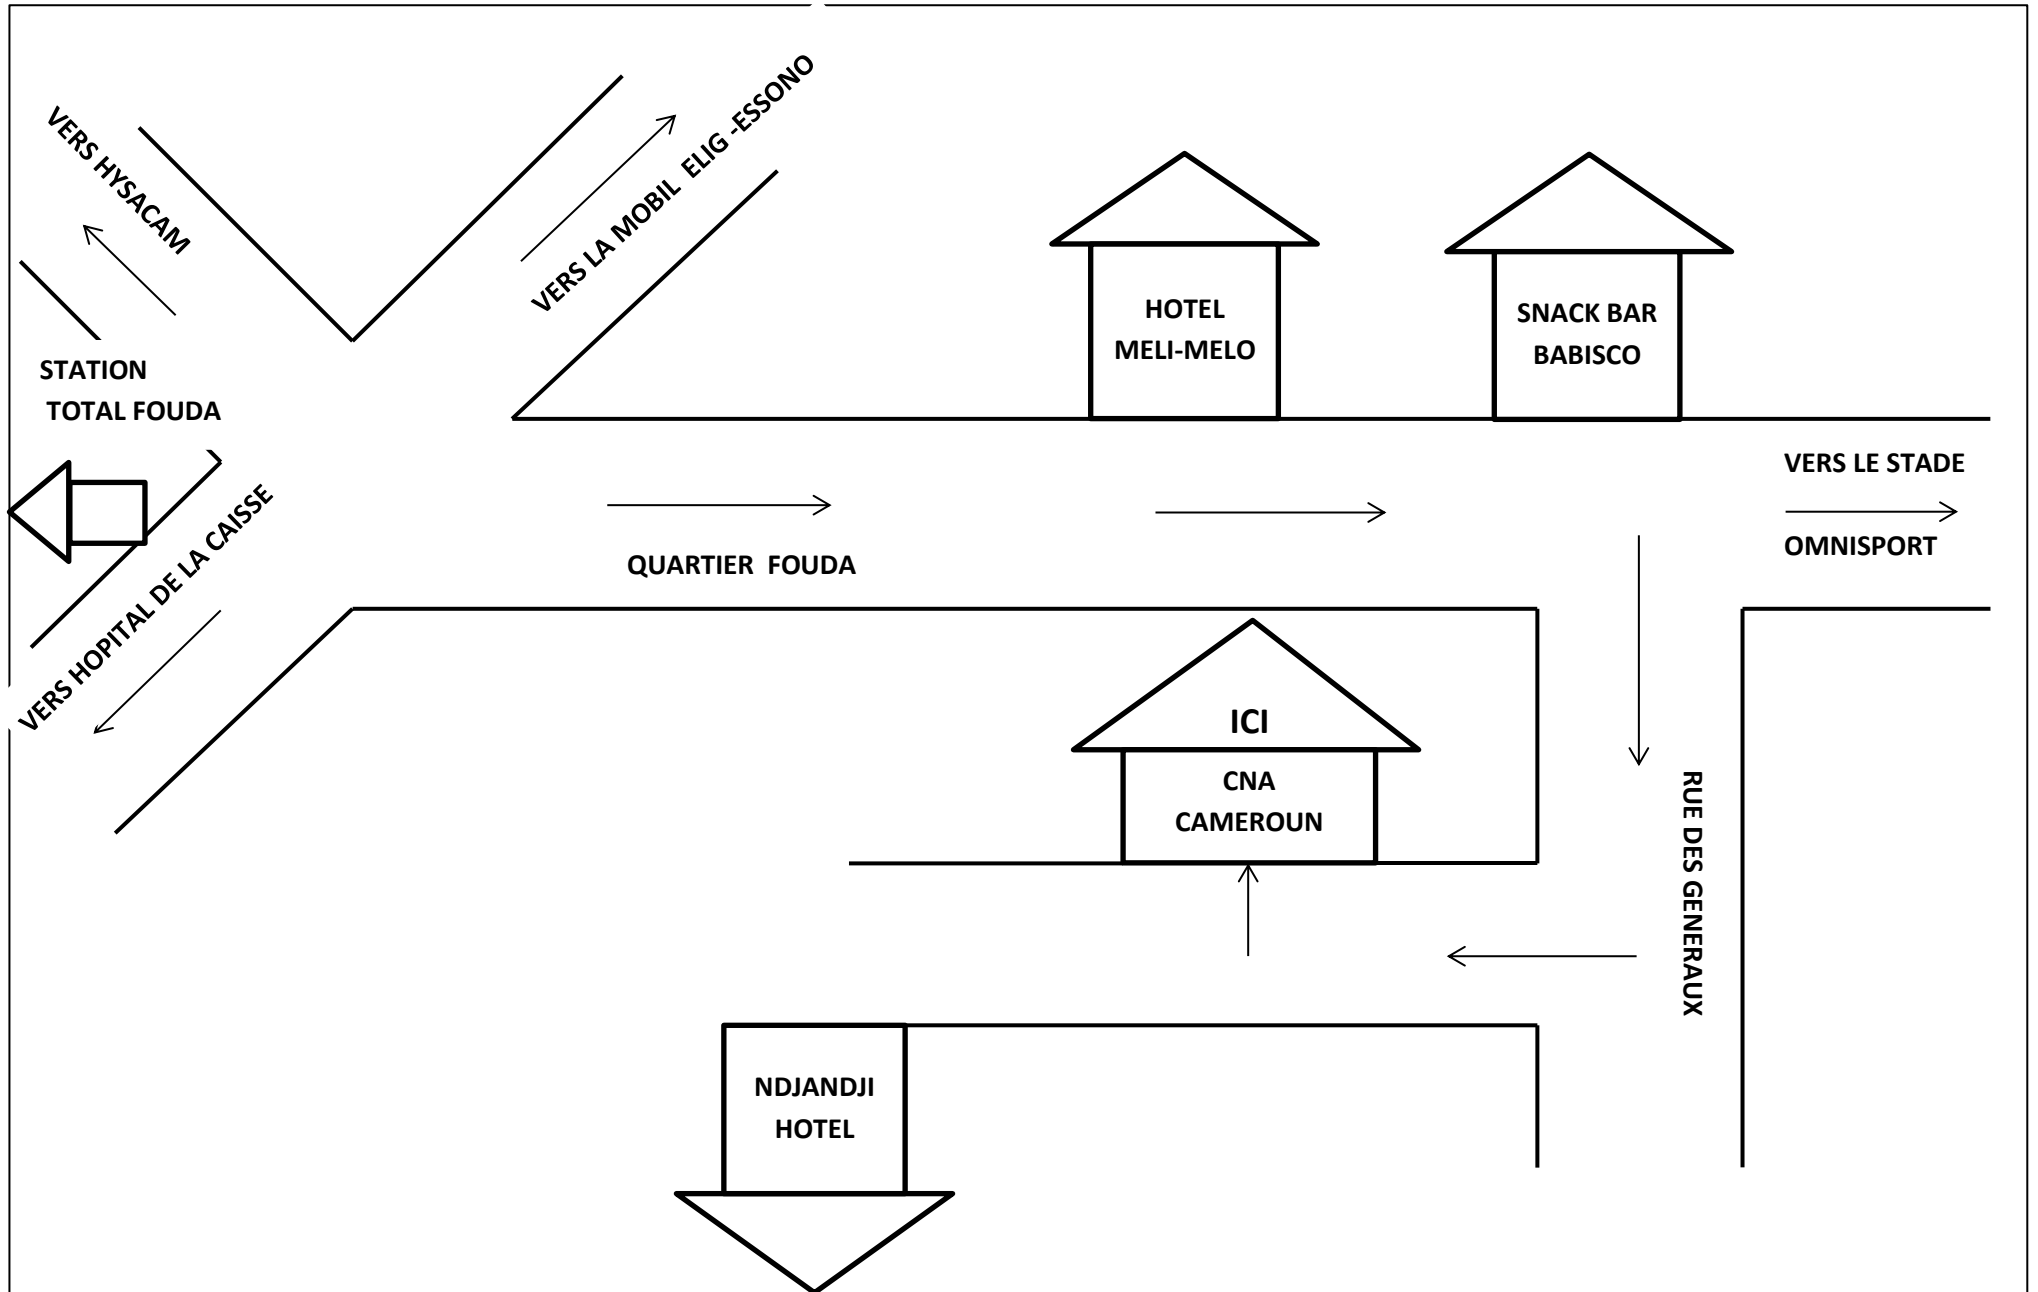 VERS HYSACAM
VERS LA MOBIL ELIG -ESSONO
HOTEL
MELI-MELO
SNACK BAR
BABISCO
STATION
TOTAL FOUDA
VERS HOPITAL DE LA CAISSE
QUARTIER FOUDA
VERS LE STADE
OMNISPORT
ICI
CNA
CAMEROUN
RUE DES GENERAUX
NDJANDJI
HOTEL